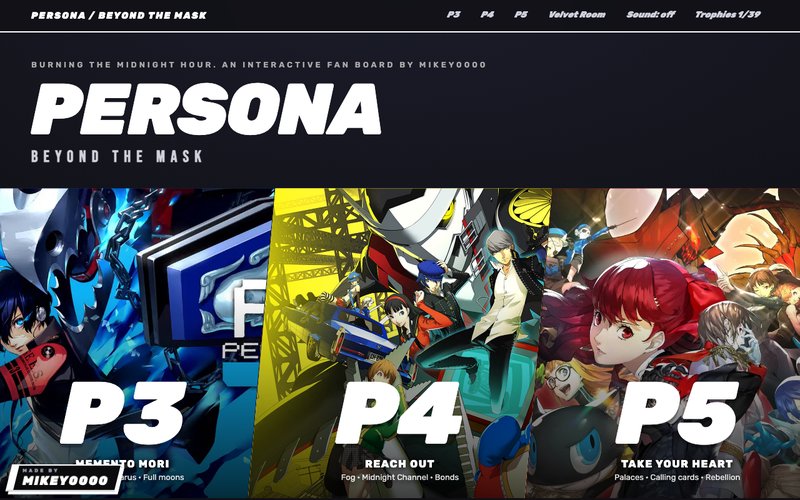 PERSONA / BEYOND THE MASK
P3 P4 P5 Velvet Room Sound: off Trophies 1/39
BURNING THE MIDNIGHT HOUR. AN INTERACTIVE FAN BOARD BY MIKEY0000
PERSONA
BEYOND THE MASK
P3
MEMENTO MORI
Full moons
P4
REACH OUT
Fog • Midnight Channel • Bonds
P5
TAKE YOUR HEART
Palaces • Calling cards • Rebellion
MADE BY
MIKEY0000